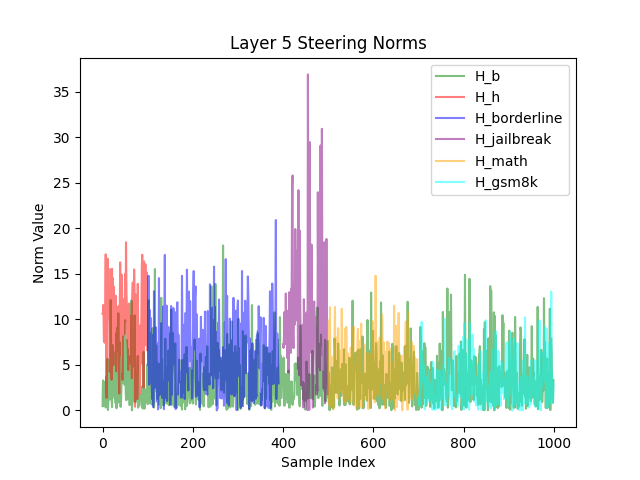 Layer 5 Steering Norms
H_b
H_h
H_borderline
H_jailbreak
H_math
H_gsm8k
Norm Value
35
30
25
20
15
10
5
0
0 200 400 600 800 1000
Sample Index